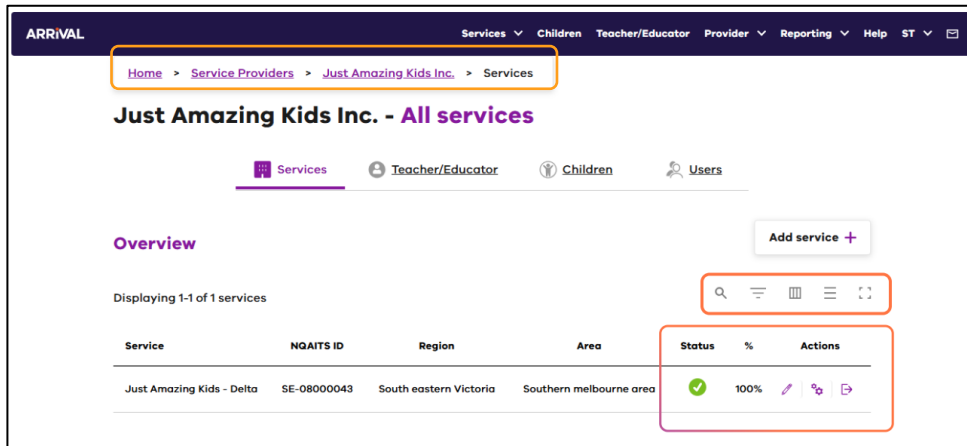 ARRIVAL Services Children Teacher/Educator Provider Reporting Help ST
Home > Service Providers > Just Amazing Kids Inc. > Services
Just Amazing Kids Inc. - All services
Services Teacher/Educator Children Users
Overview
Add service +
Displaying 1-1 of 1 services
Service NQAITS ID Region Area Status % Actions
Just Amazing Kids - Delta SE-08000043 South eastern Victoria Southern melbourne area 100%